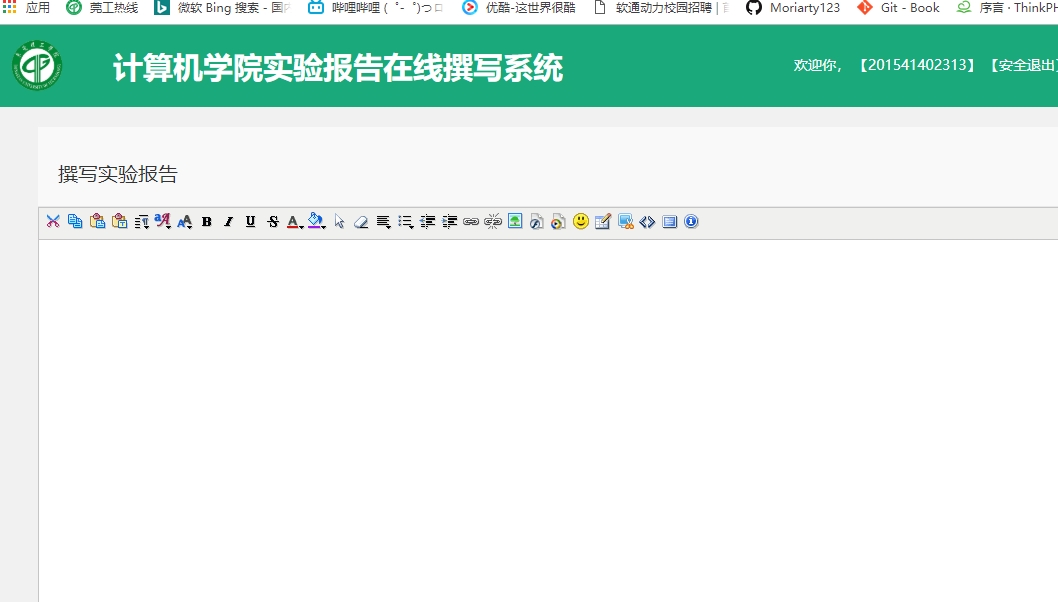 应用 莞工热线 微软 Bing 搜索 - 国内 哔哩哔哩 ( ゜- ゜)つロ 优酷-这世界很酷 软通动力校园招聘 | Moriarty123 Git - Book 序言 · ThinkPH
计算机学院实验报告在线撰写系统
欢迎你, 【201541402313】 【安全退出】
撰写实验报告
B I U S A